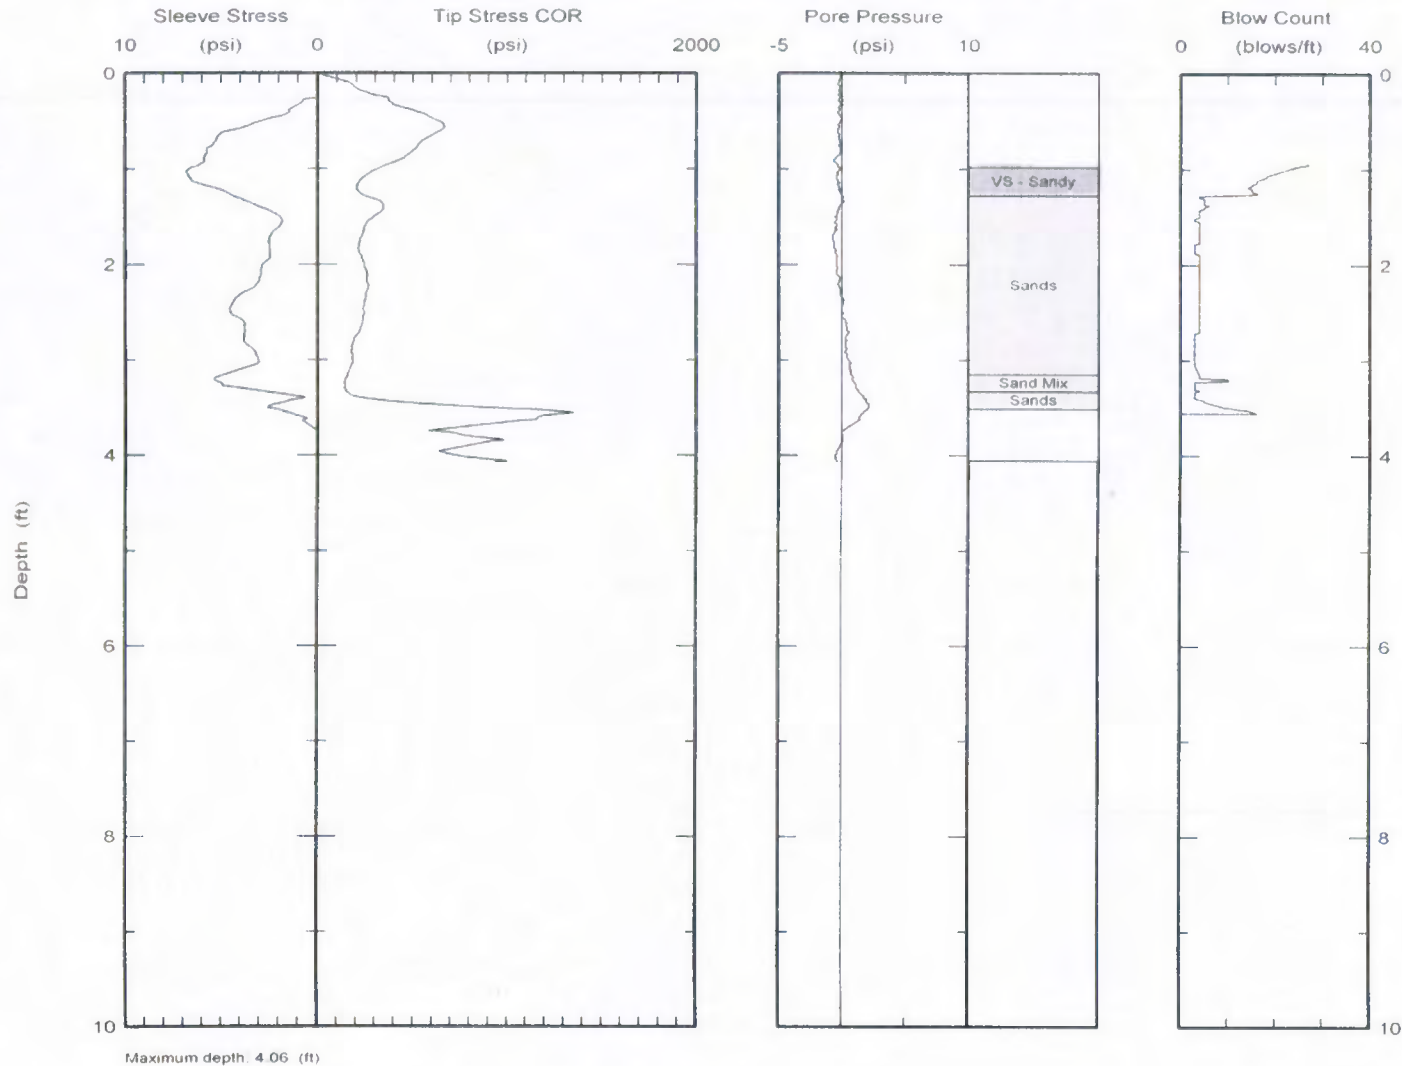 Sleeve Stress Tip Stress COR Pore Pressure Blow Count
10 (psi) 0 (psi) 2000 -5 (psi) 10 0 (blows/ft) 40
0 0
VS - Sandy
2 2
Sands
Sand Mix
Sands
4 4
Depth (ft)
6 6
8 8
10 10
Maximum depth: 4.06 (ft)